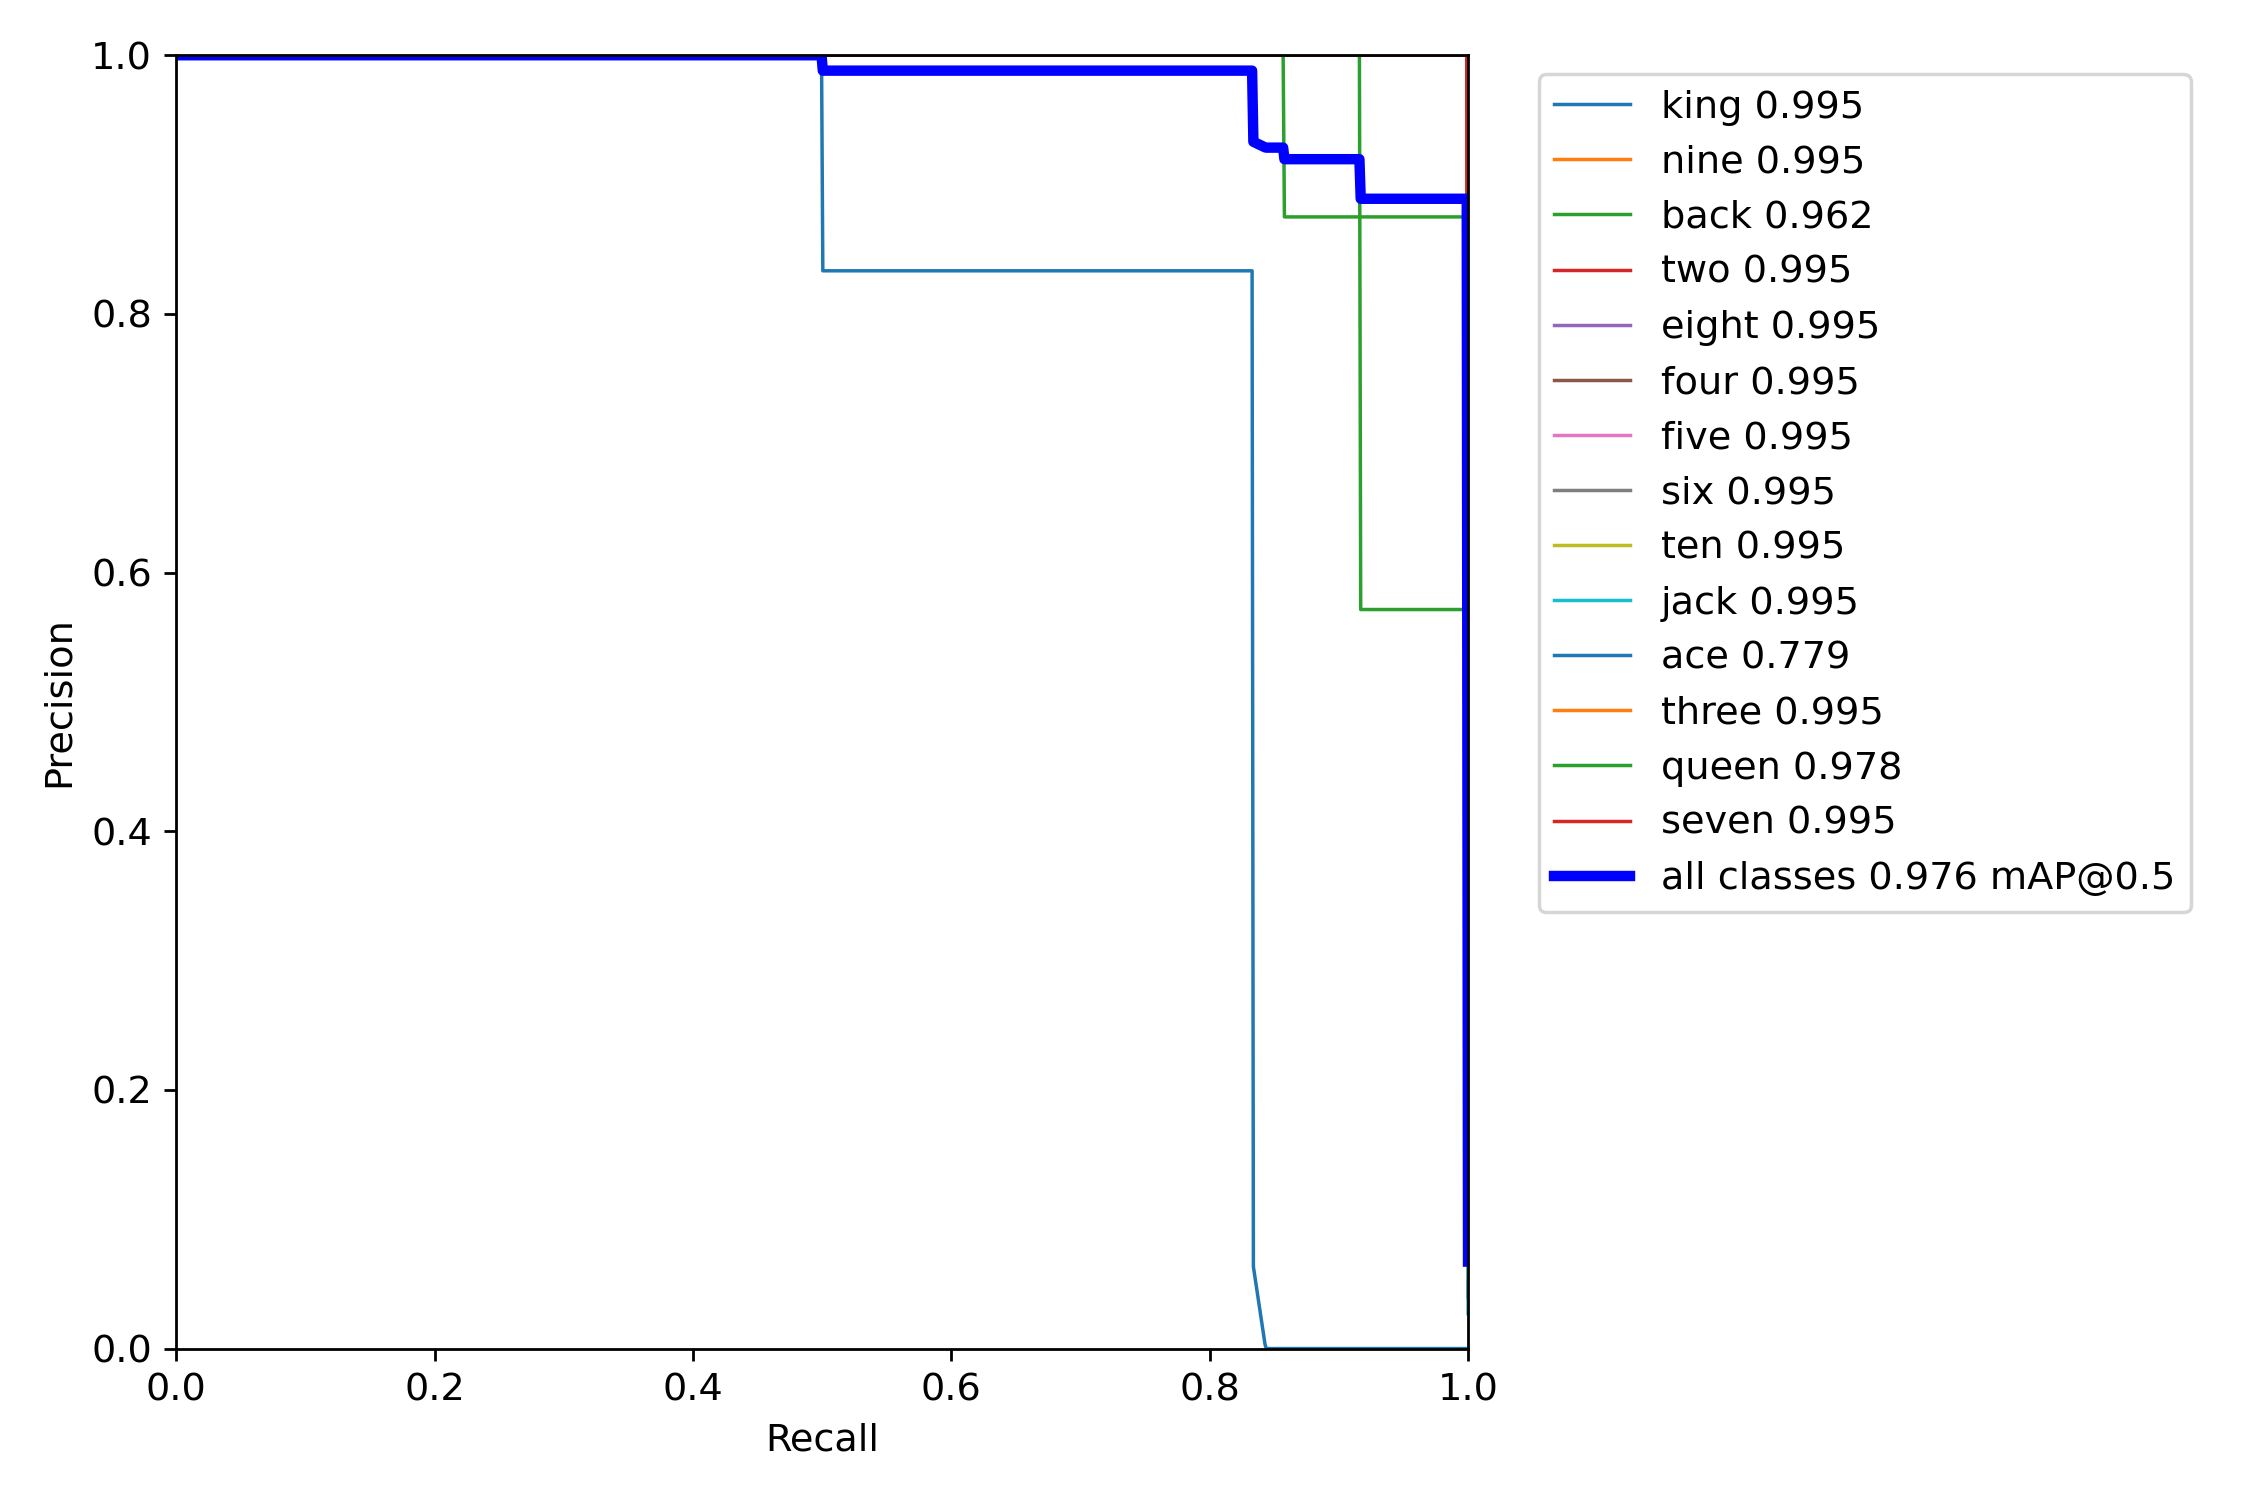 1.0
0.8
0.6
0.4
0.2
0.0
Precision
0.0 0.2 0.4 0.6 0.8 1.0
Recall
king 0.995
nine 0.995
back 0.962
two 0.995
eight 0.995
four 0.995
five 0.995
six 0.995
ten 0.995
jack 0.995
ace 0.779
three 0.995
queen 0.978
seven 0.995
all classes 0.976 mAP@0.5